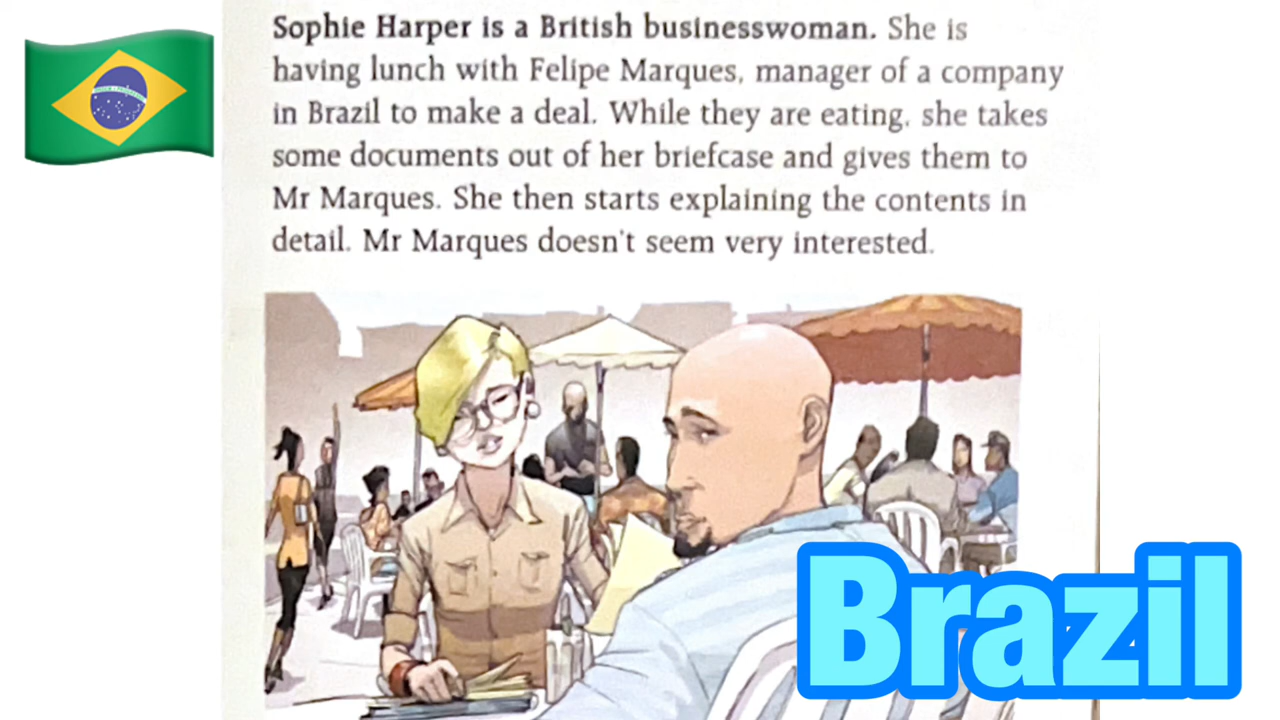 Sophie Harper is a British businesswoman. She is
having lunch with Felipe Marques, manager of a company
in Brazil to make a deal. While they are eating, she takes
some documents out of her briefcase and gives them to
Mr Marques. She then starts explaining the contents in
detail. Mr Marques doesn't seem very interested.
Brazil